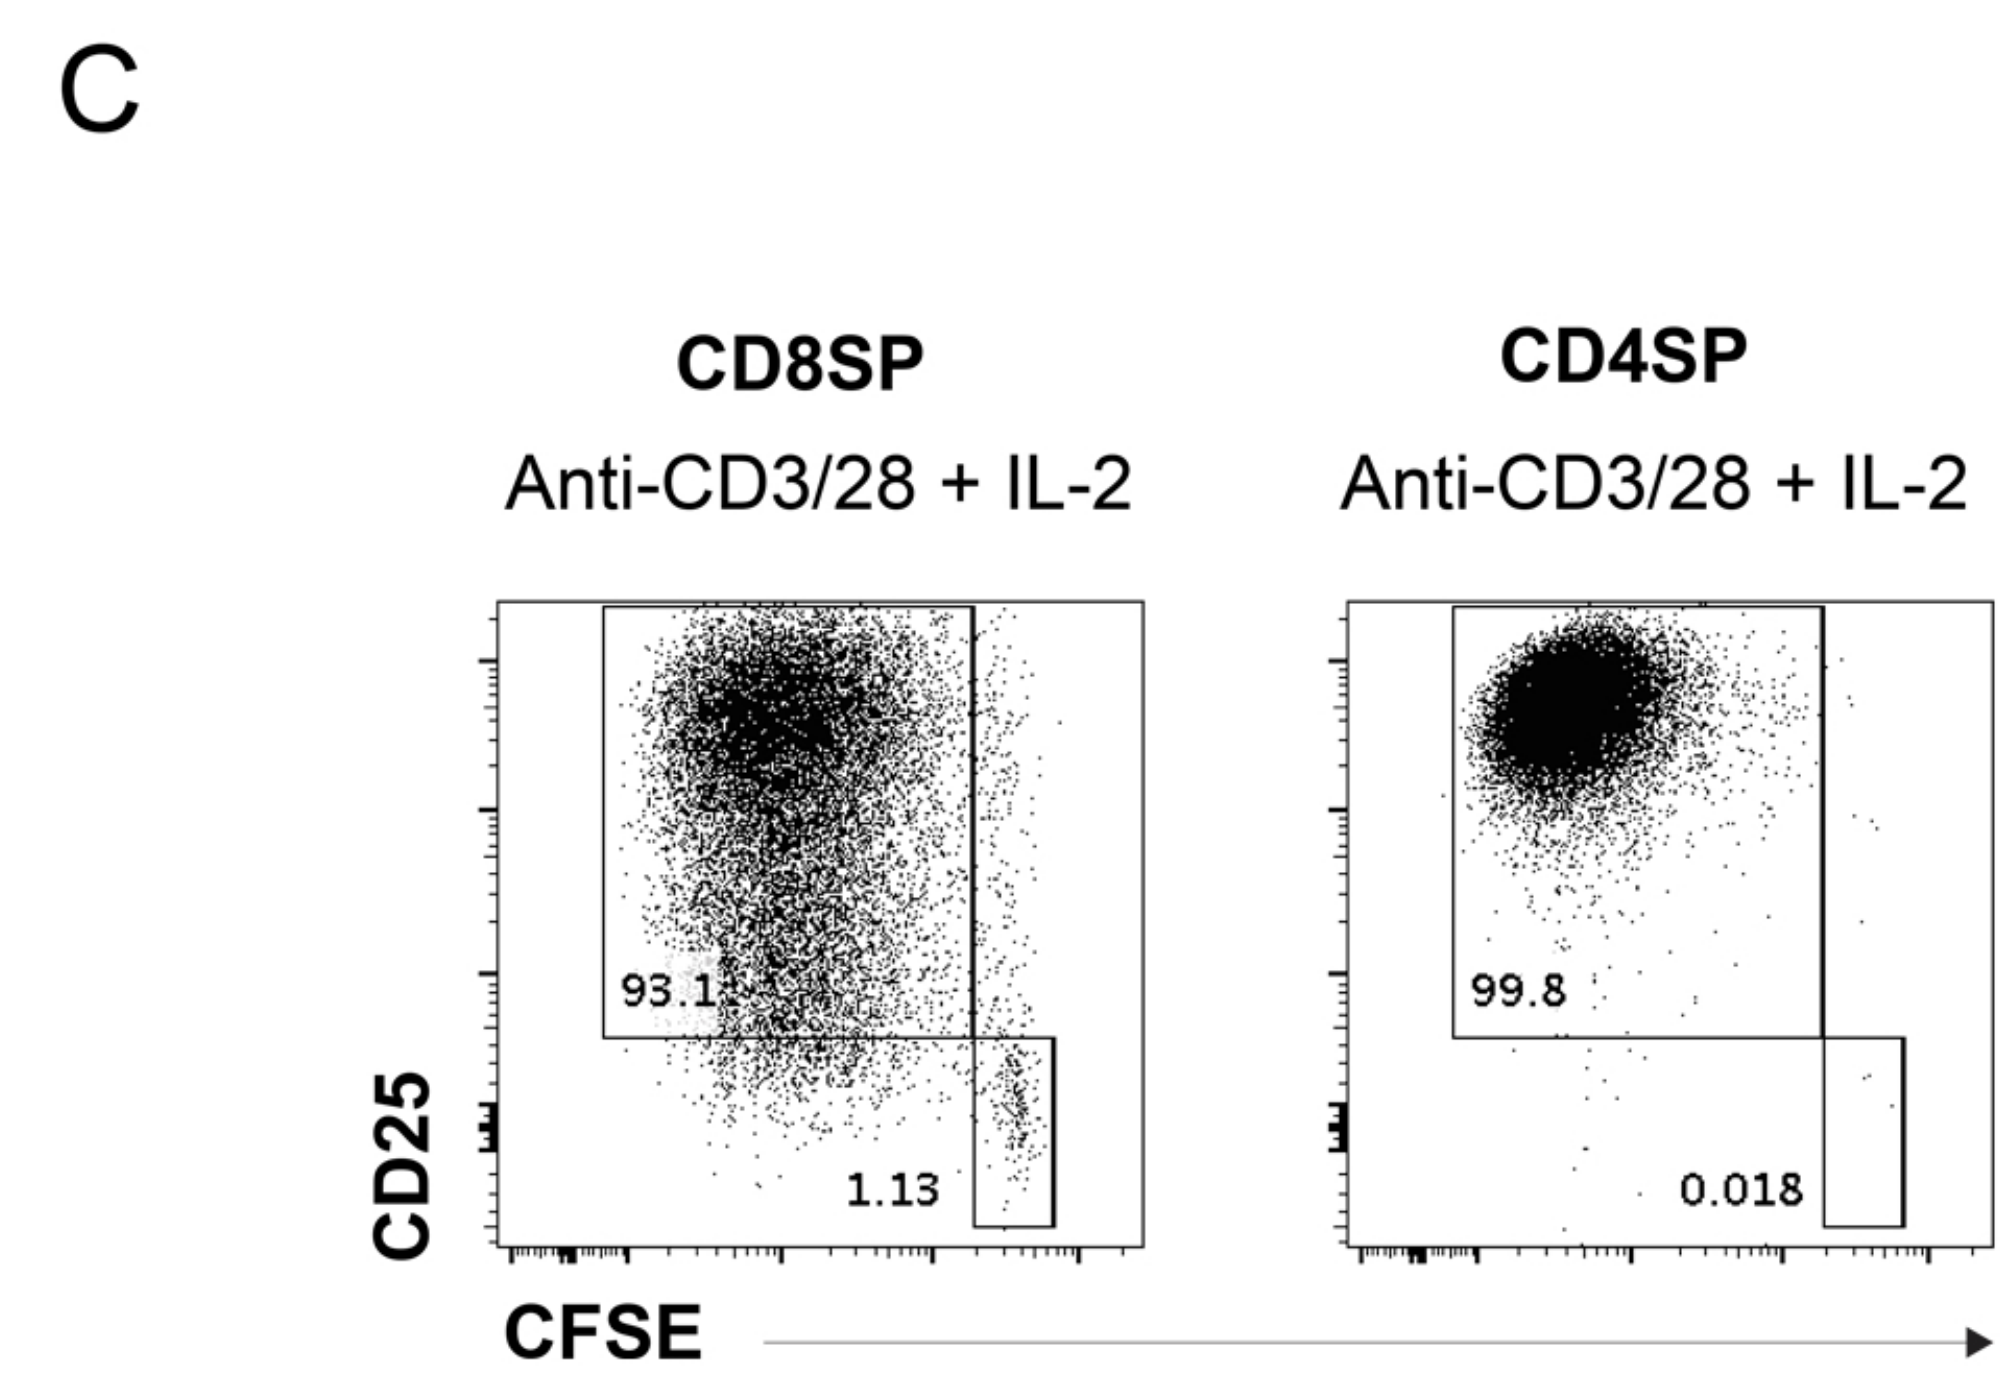 C
CD8SP
Anti-CD3/28 + IL-2
CD4SP
Anti-CD3/28 + IL-2
93.1
1.13
99.8
0.018
CD25
CFSE